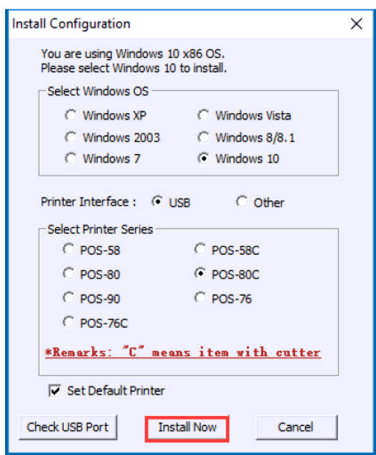 Install Configuration
You are using Windows 10 x86 OS.
Please select Windows 10 to install.
Select Windows OS
Windows XP Windows Vista
Windows 2003 Windows 8/8.1
Windows 7 Windows 10
Printer Interface : USB Other
Select Printer Series
POS-58 POS-58C
POS-80 POS-80C
POS-90 POS-76
POS-76C
*Remarks: "C" means item with cutter
Set Default Printer
Check USB Port Install Now Cancel